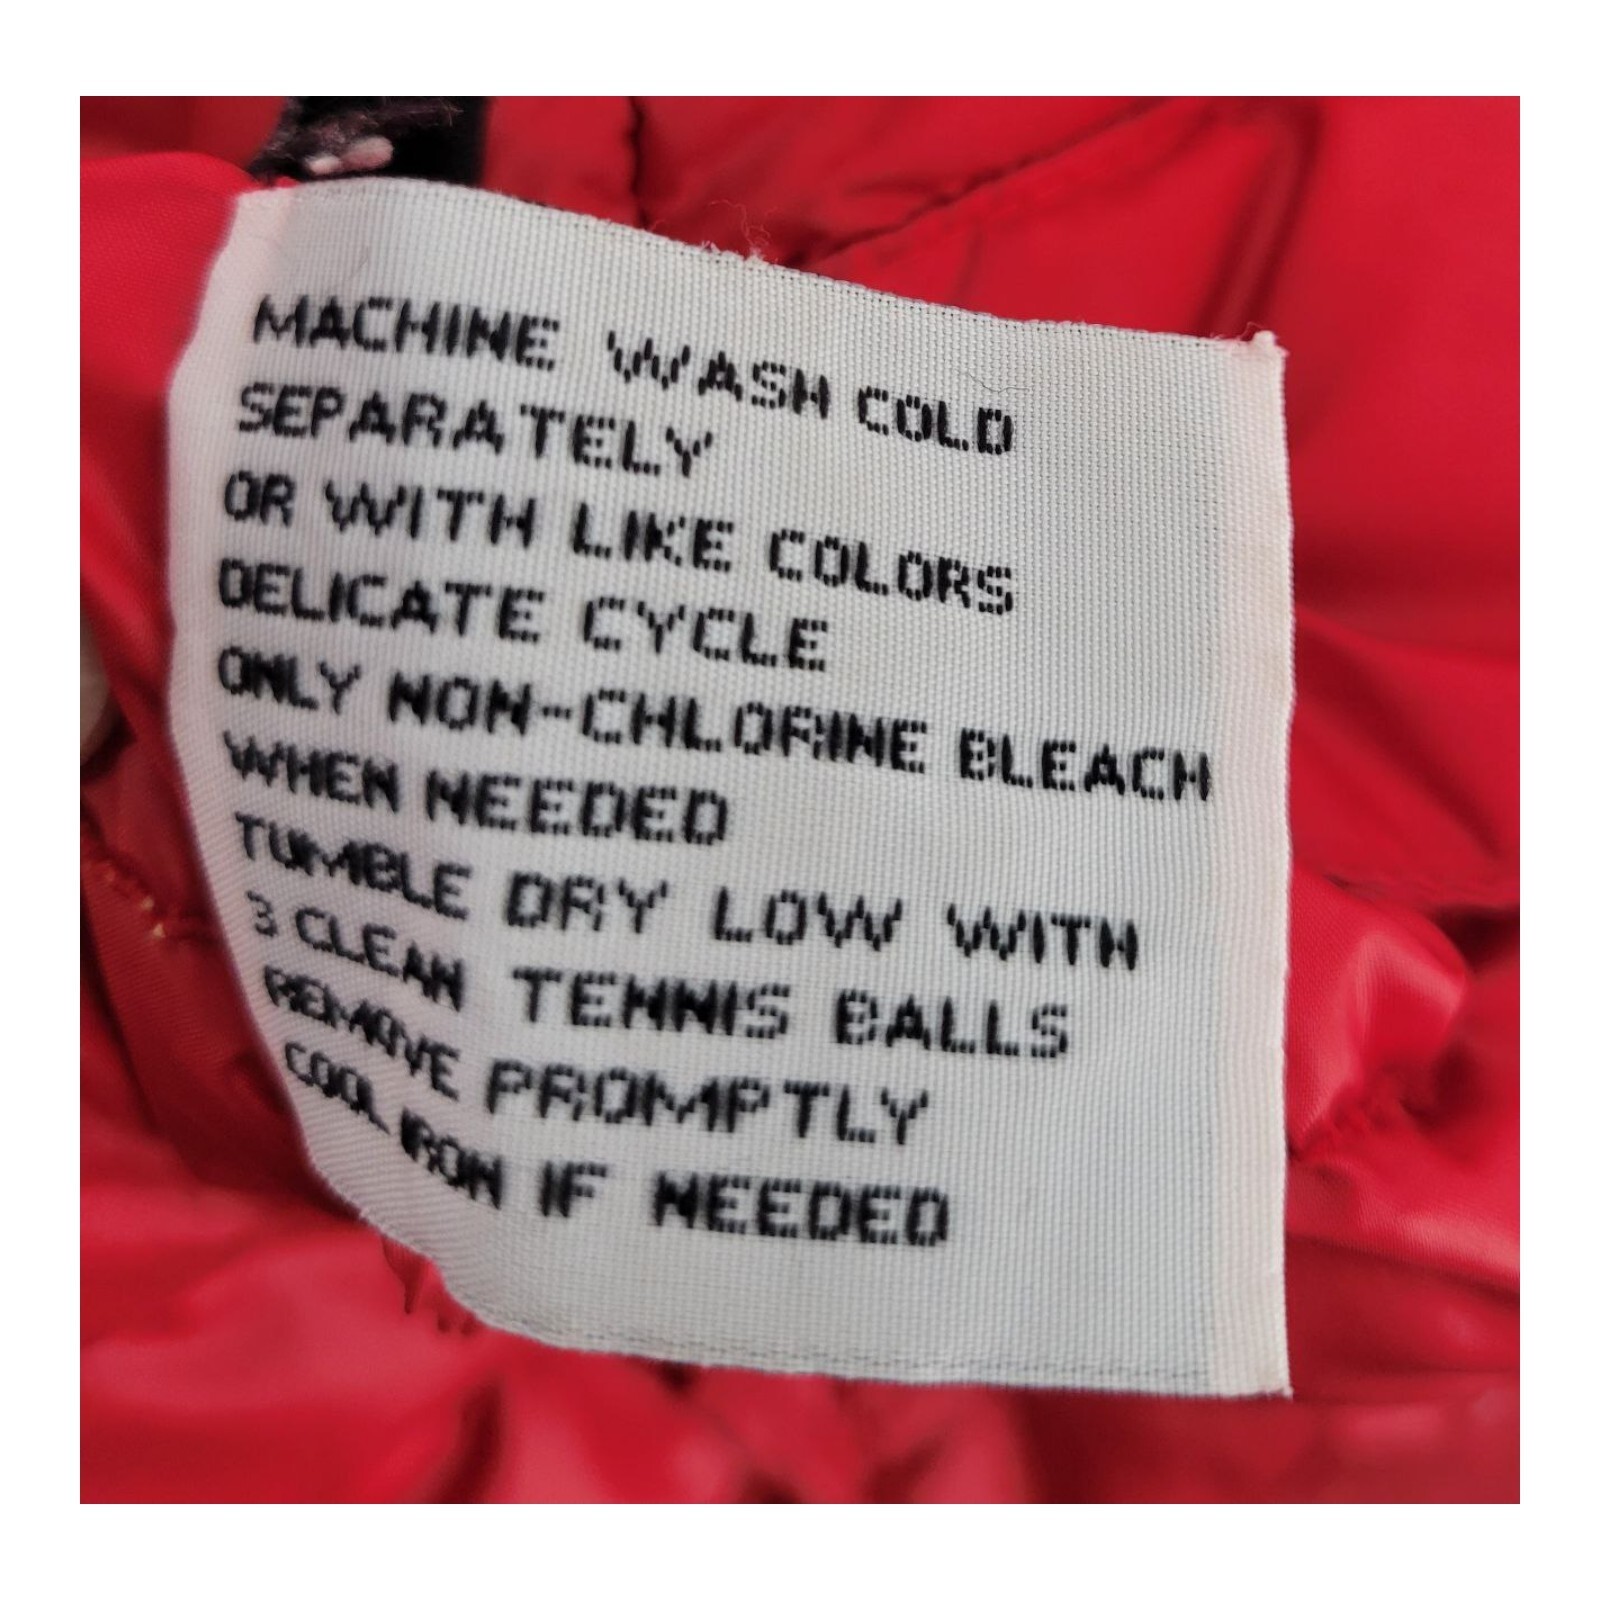 MACHINE WASH COLD
SEPARATELY
OR WITH LIKE COLORS
DELICATE CYCLE
ONLY NON-CHLORINE BLEACH
WHEN NEEDED
TUMBLE DRY LOW WITH
3 CLEAN TENNIS BALLS
REMOVE PROMPTLY
COOL IRON IF NEEDED